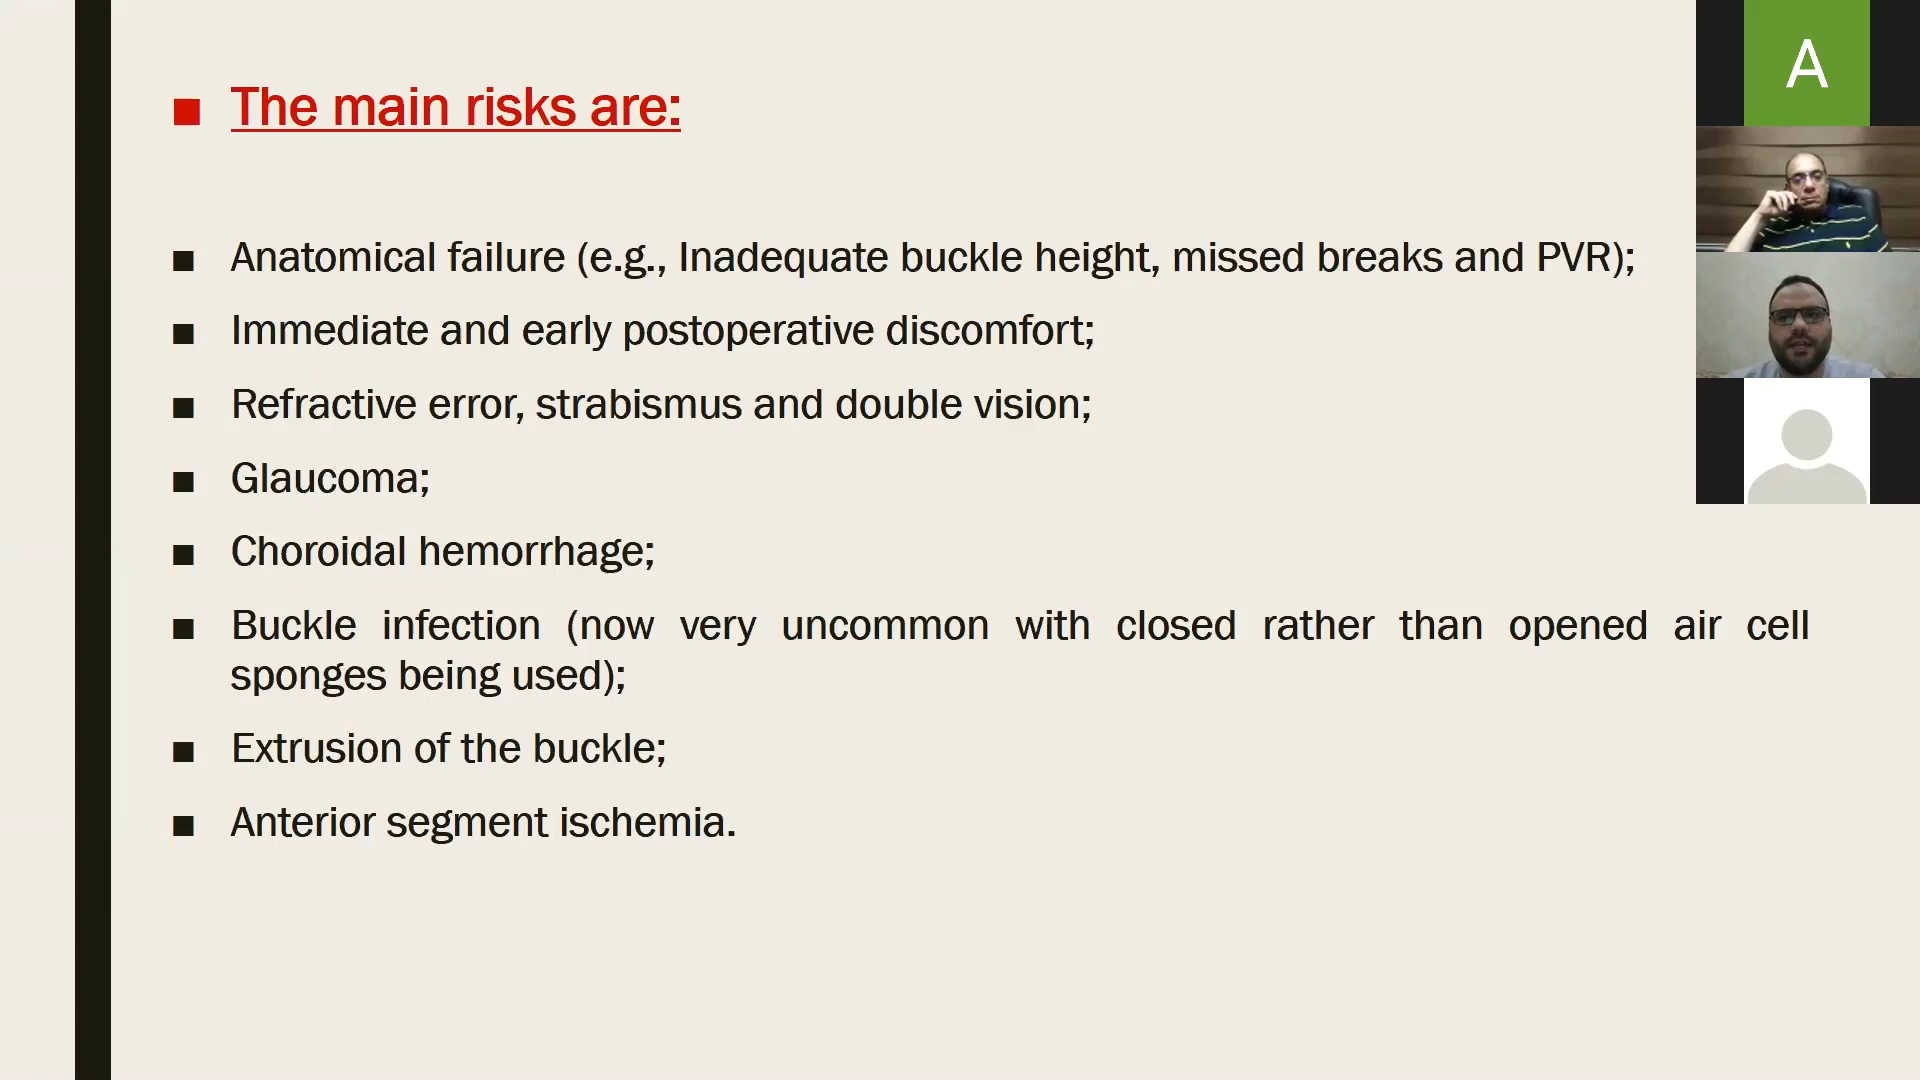 The main risks are:
Anatomical failure (e.g., Inadequate buckle height, missed breaks and PVR);
Immediate and early postoperative discomfort;
Refractive error, strabismus and double vision;
Glaucoma;
Choroidal hemorrhage;
Buckle infection (now very uncommon with closed rather than opened air cell
sponges being used);
Extrusion of the buckle;
Anterior segment ischemia.
A